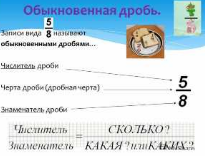 Обыкновенная дробь.
5
Записи вида 8 называют
обыкновенными дробями…
Числитель дроби
Черта дроби (дробная черта)
5
8
Знаменатель дроби
Числитель = СКОЛЬКО?
Знаменатель КАКАЯ? или КАКИХ?